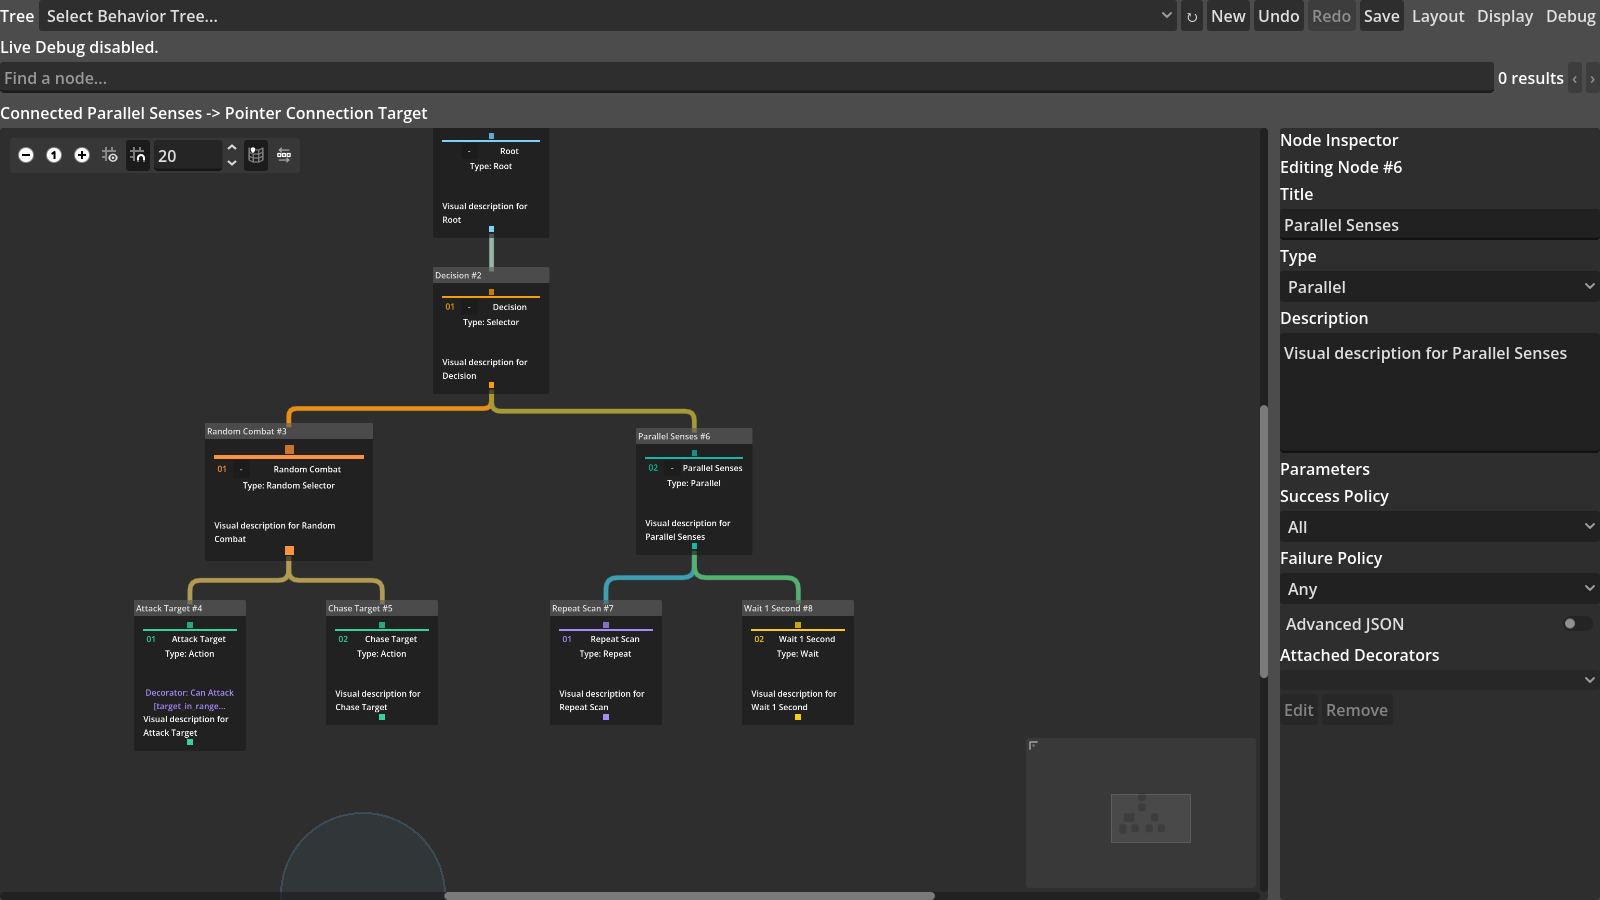 Tree Select Behavior Tree... New Undo Redo Save Layout Display Debug
Live Debug disabled.
Find a node... 0 results
Connected Parallel Senses -> Pointer Connection Target
1 20
- Root
Type: Root
Visual description for
Root
Decision #2
01 - Decision
Type: Selector
Visual description for
Decision
Random Combat #3
01 - Random Combat
Type: Random Selector
Visual description for Random
Combat
Parallel Senses #6
02 - Parallel Senses
Type: Parallel
Visual description for
Parallel Senses
Attack Target #4
01 Attack Target
Type: Action
Decorator: Can Attack
[target_in_range...
Visual description for
Attack Target
Chase Target #5
02 Chase Target
Type: Action
Visual description for
Chase Target
Repeat Scan #7
01 Repeat Scan
Type: Repeat
Visual description for
Repeat Scan
Wait 1 Second #8
02 Wait 1 Second
Type: Wait
Visual description for
Wait 1 Second
Node Inspector
Editing Node #6
Title
Parallel Senses
Type
Parallel
Description
Visual description for Parallel Senses
Parameters
Success Policy
All
Failure Policy
Any
Advanced JSON
Attached Decorators
Edit Remove